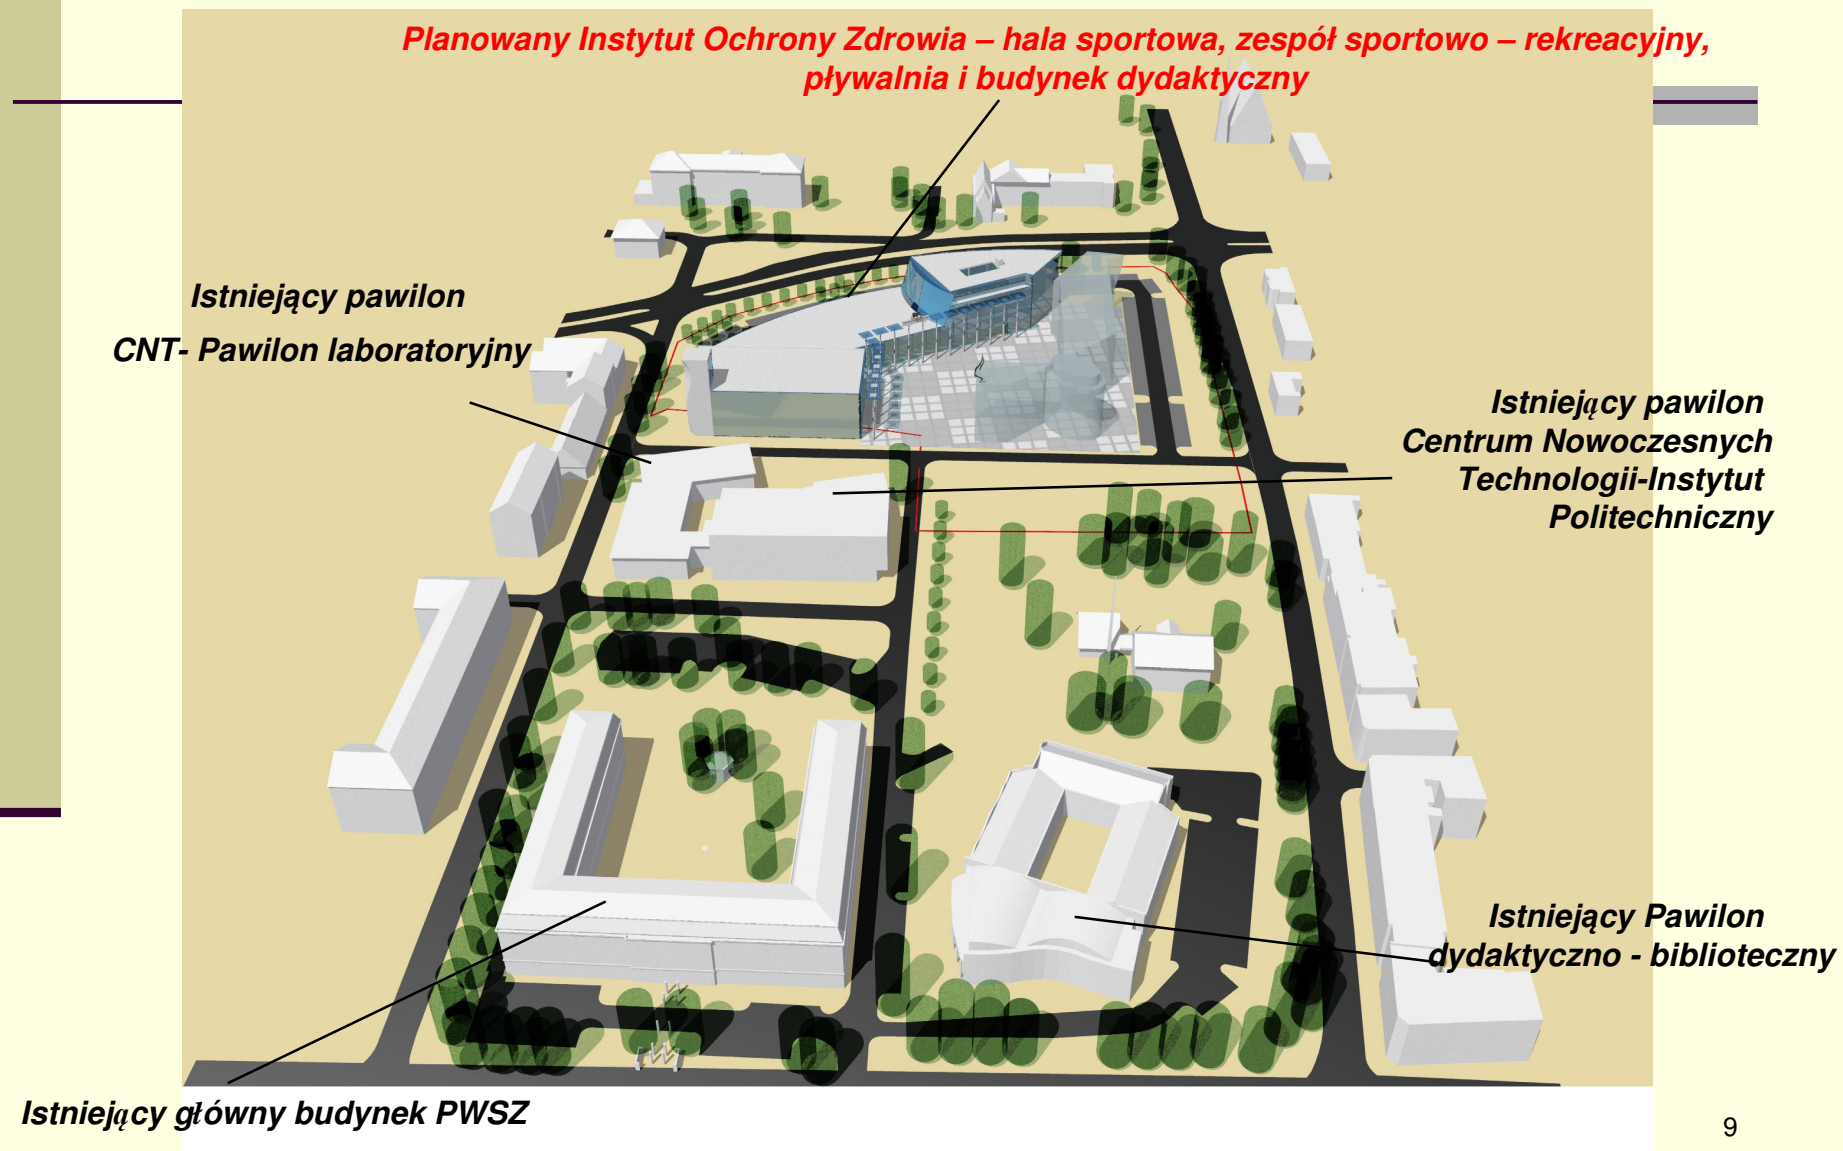 Planowany Instytut Ochrony Zdrowia – hala sportowa, zespół sportowo – rekreacyjny,
pływalnia i budynek dydaktyczny
Istniejący pawilon
CNT- Pawilon laboratoryjny
Istniejący pawilon
Centrum Nowoczesnych
Technologii-Instytut
Politechniczny
Istniejący Pawilon
dydaktyczno - biblioteczny
Istniejący główny budynek PWSZ
9